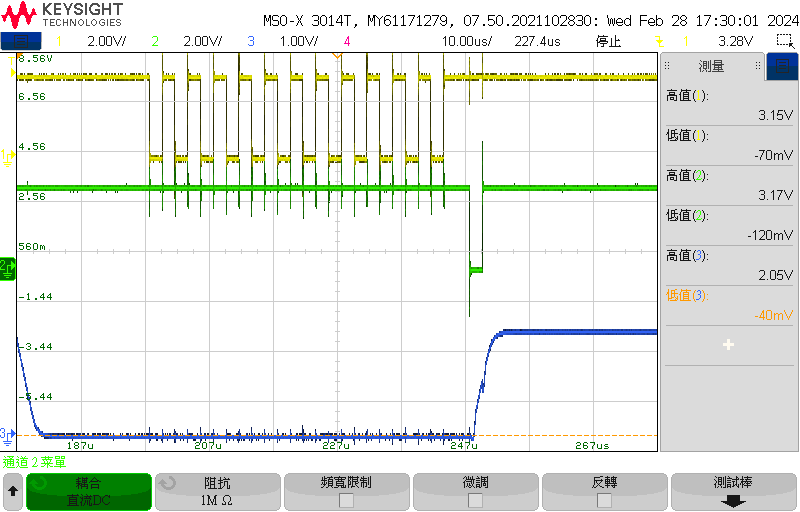 KEYSIGHT
TECHNOLOGIES
MSO-X 3014T, MY61171279, 07.50.2021102830: Wed Feb 28 17:30:01 2024
1 2.00V/ 2 2.00V/ 3 1.00V/ 4 10.00us/ 227.4us 停止 1 3.28V
8.56V
6.56
4.56
2.56
560m
-1.44
-3.44
-5.44
T
1
2
3
187u 207u 227u 247u 267us
測量
高值(1):
3.15V
低值(1):
-70mV
高值(2):
3.17V
低值(2):
-120mV
高值(3):
2.05V
低值(3):
-40mV
通道 2 菜單
耦合
直流DC
阻抗
1M Ω
頻寬限制
微調
反轉
測試棒